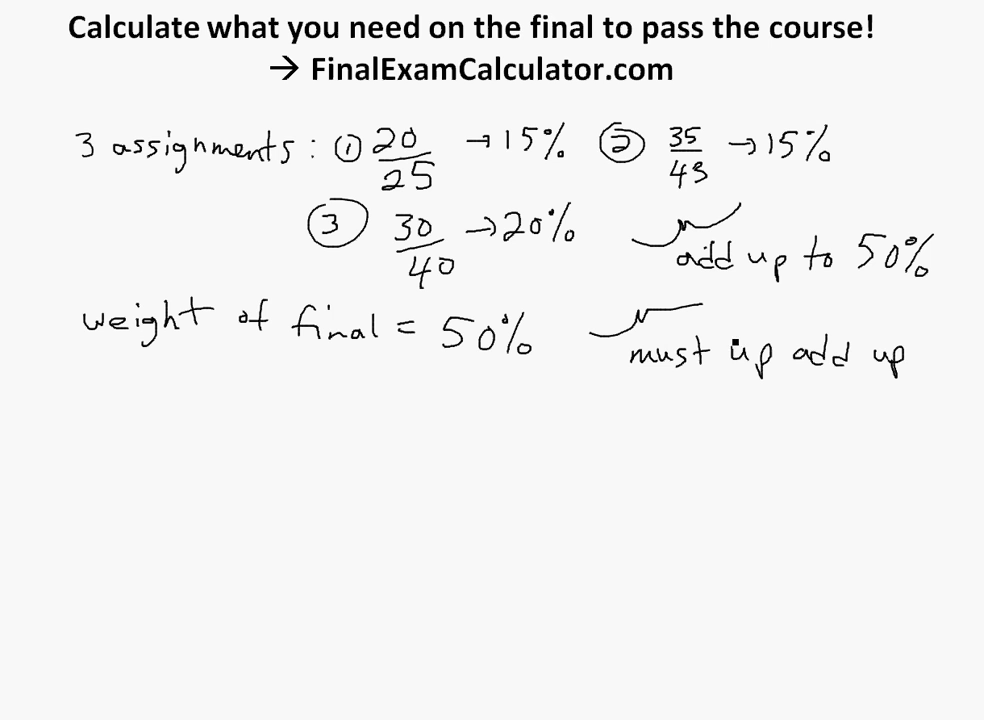 Calculate what you need on the final to pass the course!
→ FinalExamCalculator.com
3 assignments: ① 20/25 → 15% ② 35/43 → 15%
③ 30/40 → 20%
add up to 50%
weight of final = 50%
must up add up